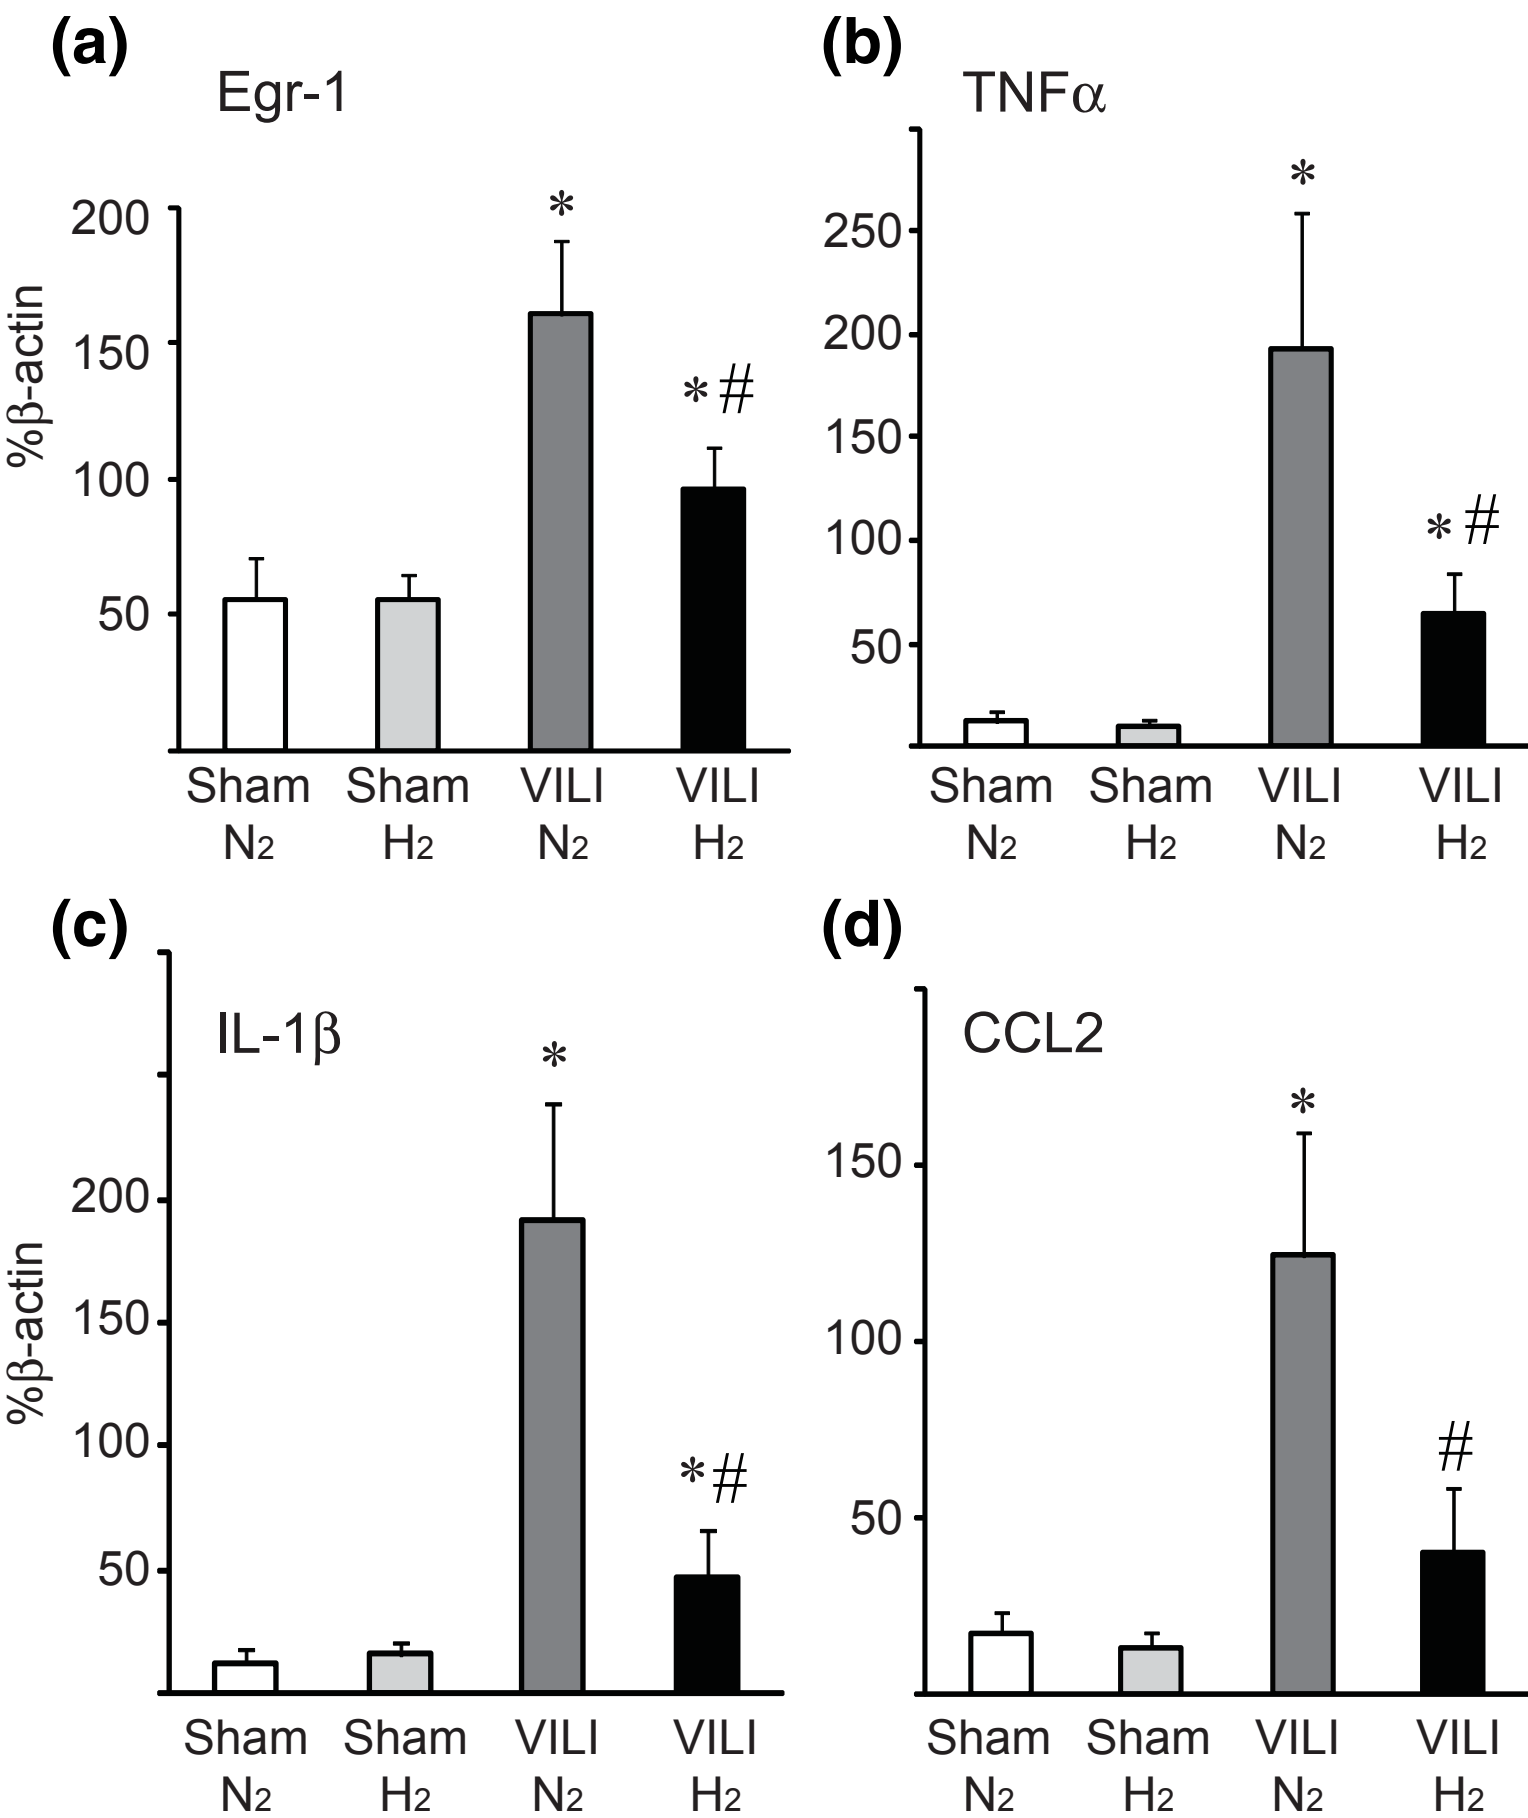 (a)
Egr-1
%β-actin
200
150
100
50
*
*#
Sham Sham VILI VILI
N2 H2 N2 H2
(b)
TNFα
250
200
150
100
50
*
*#
Sham Sham VILI VILI
N2 H2 N2 H2
(c)
IL-1β
%β-actin
200
150
100
50
*
*#
Sham Sham VILI VILI
N2 H2 N2 H2
(d)
CCL2
150
100
50
*
#
Sham Sham VILI VILI
N2 H2 N2 H2